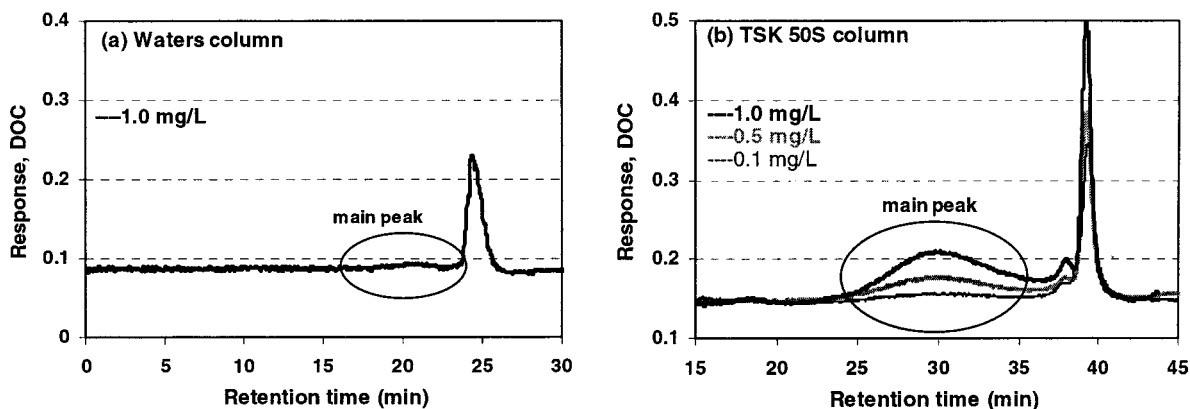 (a) Waters column
1.0 mg/L
main peak
Response, DOC
0.4
0.3
0.2
0.1
0
0 5 10 15 20 25 30
Retention time (min)
(b) TSK 50S column
1.0 mg/L
0.5 mg/L
0.1 mg/L
main peak
Response, DOC
0.5
0.4
0.3
0.2
0.1
15 20 25 30 35 40 45
Retention time (min)